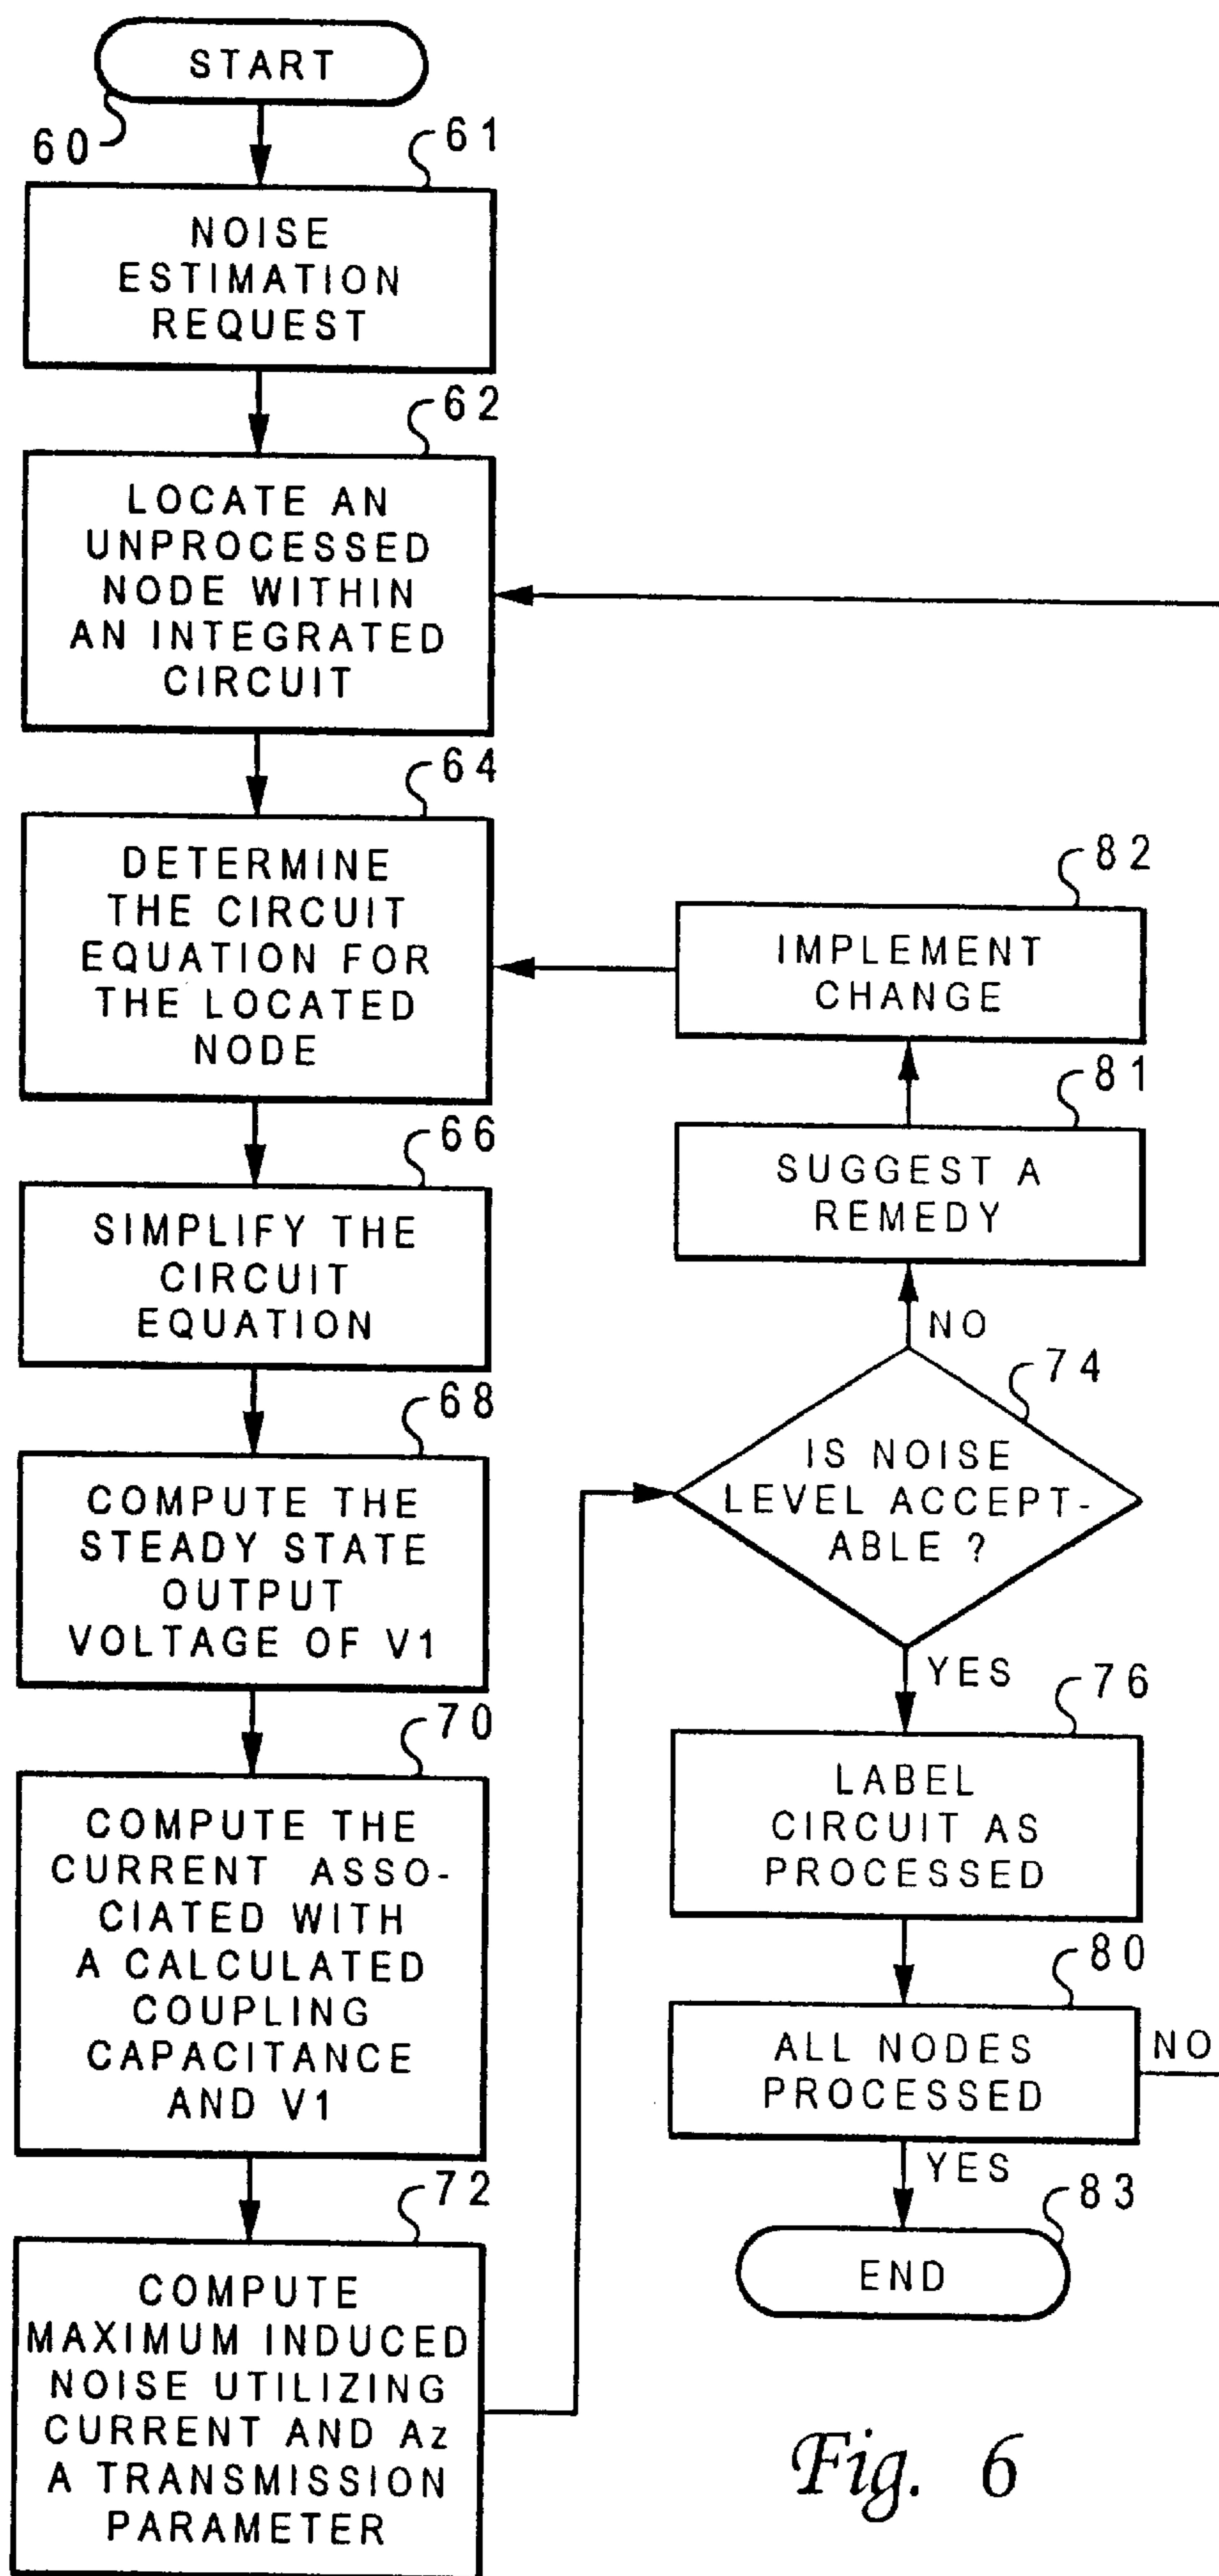 START
60
61
NOISE
ESTIMATION
REQUEST
62
LOCATE AN
UNPROCESSED
NODE WITHIN
AN INTEGRATED
CIRCUIT
64
DETERMINE
THE CIRCUIT
EQUATION FOR
THE LOCATED
NODE
66
SIMPLIFY THE
CIRCUIT
EQUATION
68
COMPUTE THE
STEADY STATE
OUTPUT
VOLTAGE OF V1
70
COMPUTE THE
CURRENT ASSO-
CIATED WITH
A CALCULATED
COUPLING
CAPACITANCE
AND V1
72
COMPUTE
MAXIMUM INDUCED
NOISE UTILIZING
CURRENT AND Az
A TRANSMISSION
PARAMETER
82
IMPLEMENT
CHANGE
81
SUGGEST A
REMEDY
NO
74
IS NOISE
LEVEL ACCEPT-
ABLE ?
YES
76
LABEL
CIRCUIT AS
PROCESSED
80
ALL NODES
PROCESSED
NO
YES
83
END
Fig. 6